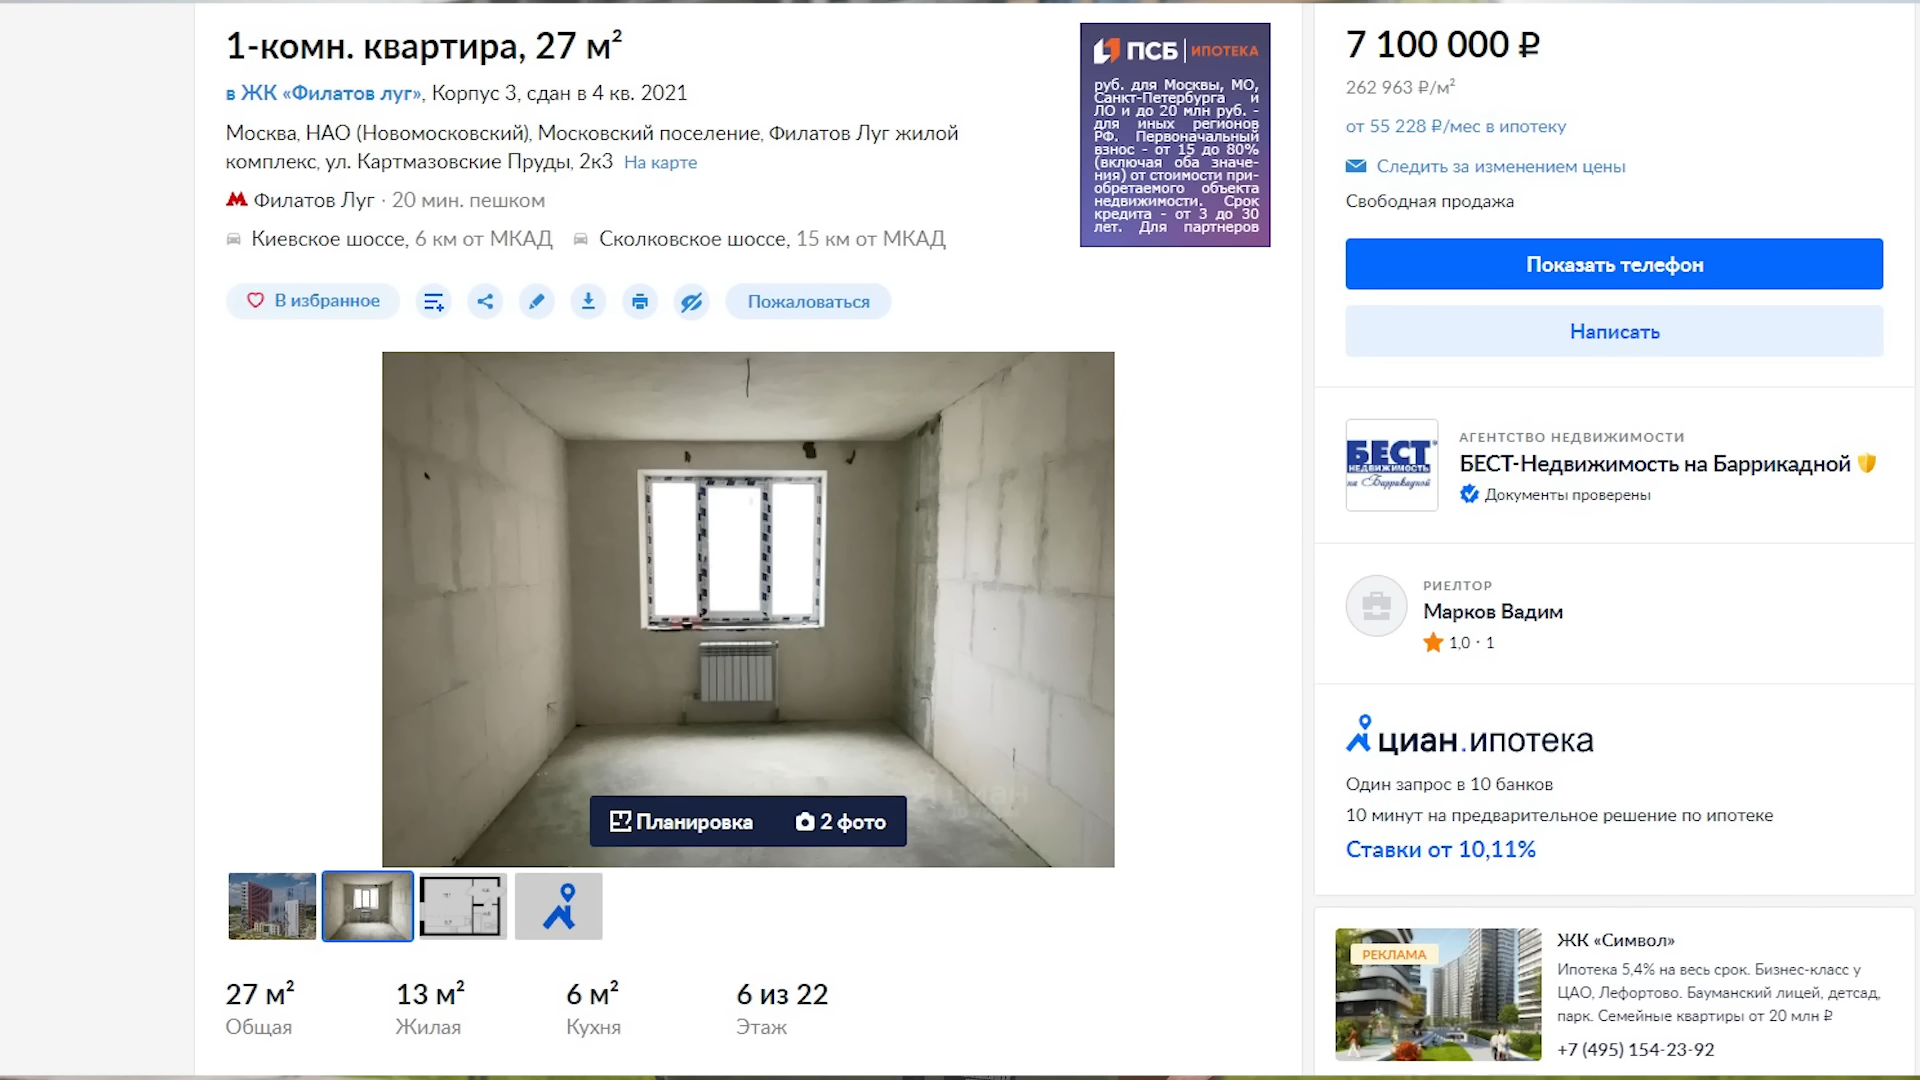 1-комн. квартира, 27 м²
в ЖК «Филатов луг», Корпус 3, сдан в 4 кв. 2021
Москва, НАО (Новомосковский), Московский поселение, Филатов Луг жилой
комплекс, ул. Картмазовские Пруды, 2к3 На карте
Филатов Луг · 20 мин. пешком
Киевское шоссе, 6 км от МКАД Сколковское шоссе, 15 км от МКАД
В избранное
Пожаловаться
ПСБ ИПОТЕКА
руб. для Москвы, МО,
Санкт-Петербурга и
ЛО и до 20 млн руб. -
для иных регионов
РФ. Первоначальный
взнос - от 15 до 80%
(включая оба значе-
ния) от стоимости при-
обретаемого объекта
недвижимости. Срок
кредита - от 3 до 30
лет. Для партнеров
Планировка
2 фото
27 м² 13 м² 6 м² 6 из 22
Общая Жилая Кухня Этаж
7 100 000 ₽
262 963 ₽/м²
от 55 228 ₽/мес в ипотеку
Следить за изменением цены
Свободная продажа
Показать телефон
Написать
БЕСТ
НЕДВИЖИМОСТЬ
на Баррикадной
АГЕНТСТВО НЕДВИЖИМОСТИ
БЕСТ-Недвижимость на Баррикадной
Документы проверены
РИЕЛТОР
Марков Вадим
1,0 · 1
циан.ипотека
Один запрос в 10 банков
10 минут на предварительное решение по ипотеке
Ставки от 10,11%
РЕКЛАМА
ЖК «Символ»
Ипотека 5,4% на весь срок. Бизнес-класс у
ЦАО, Лефортово. Бауманский лицей, детсад,
парк. Семейные квартиры от 20 млн ₽
+7 (495) 154-23-92